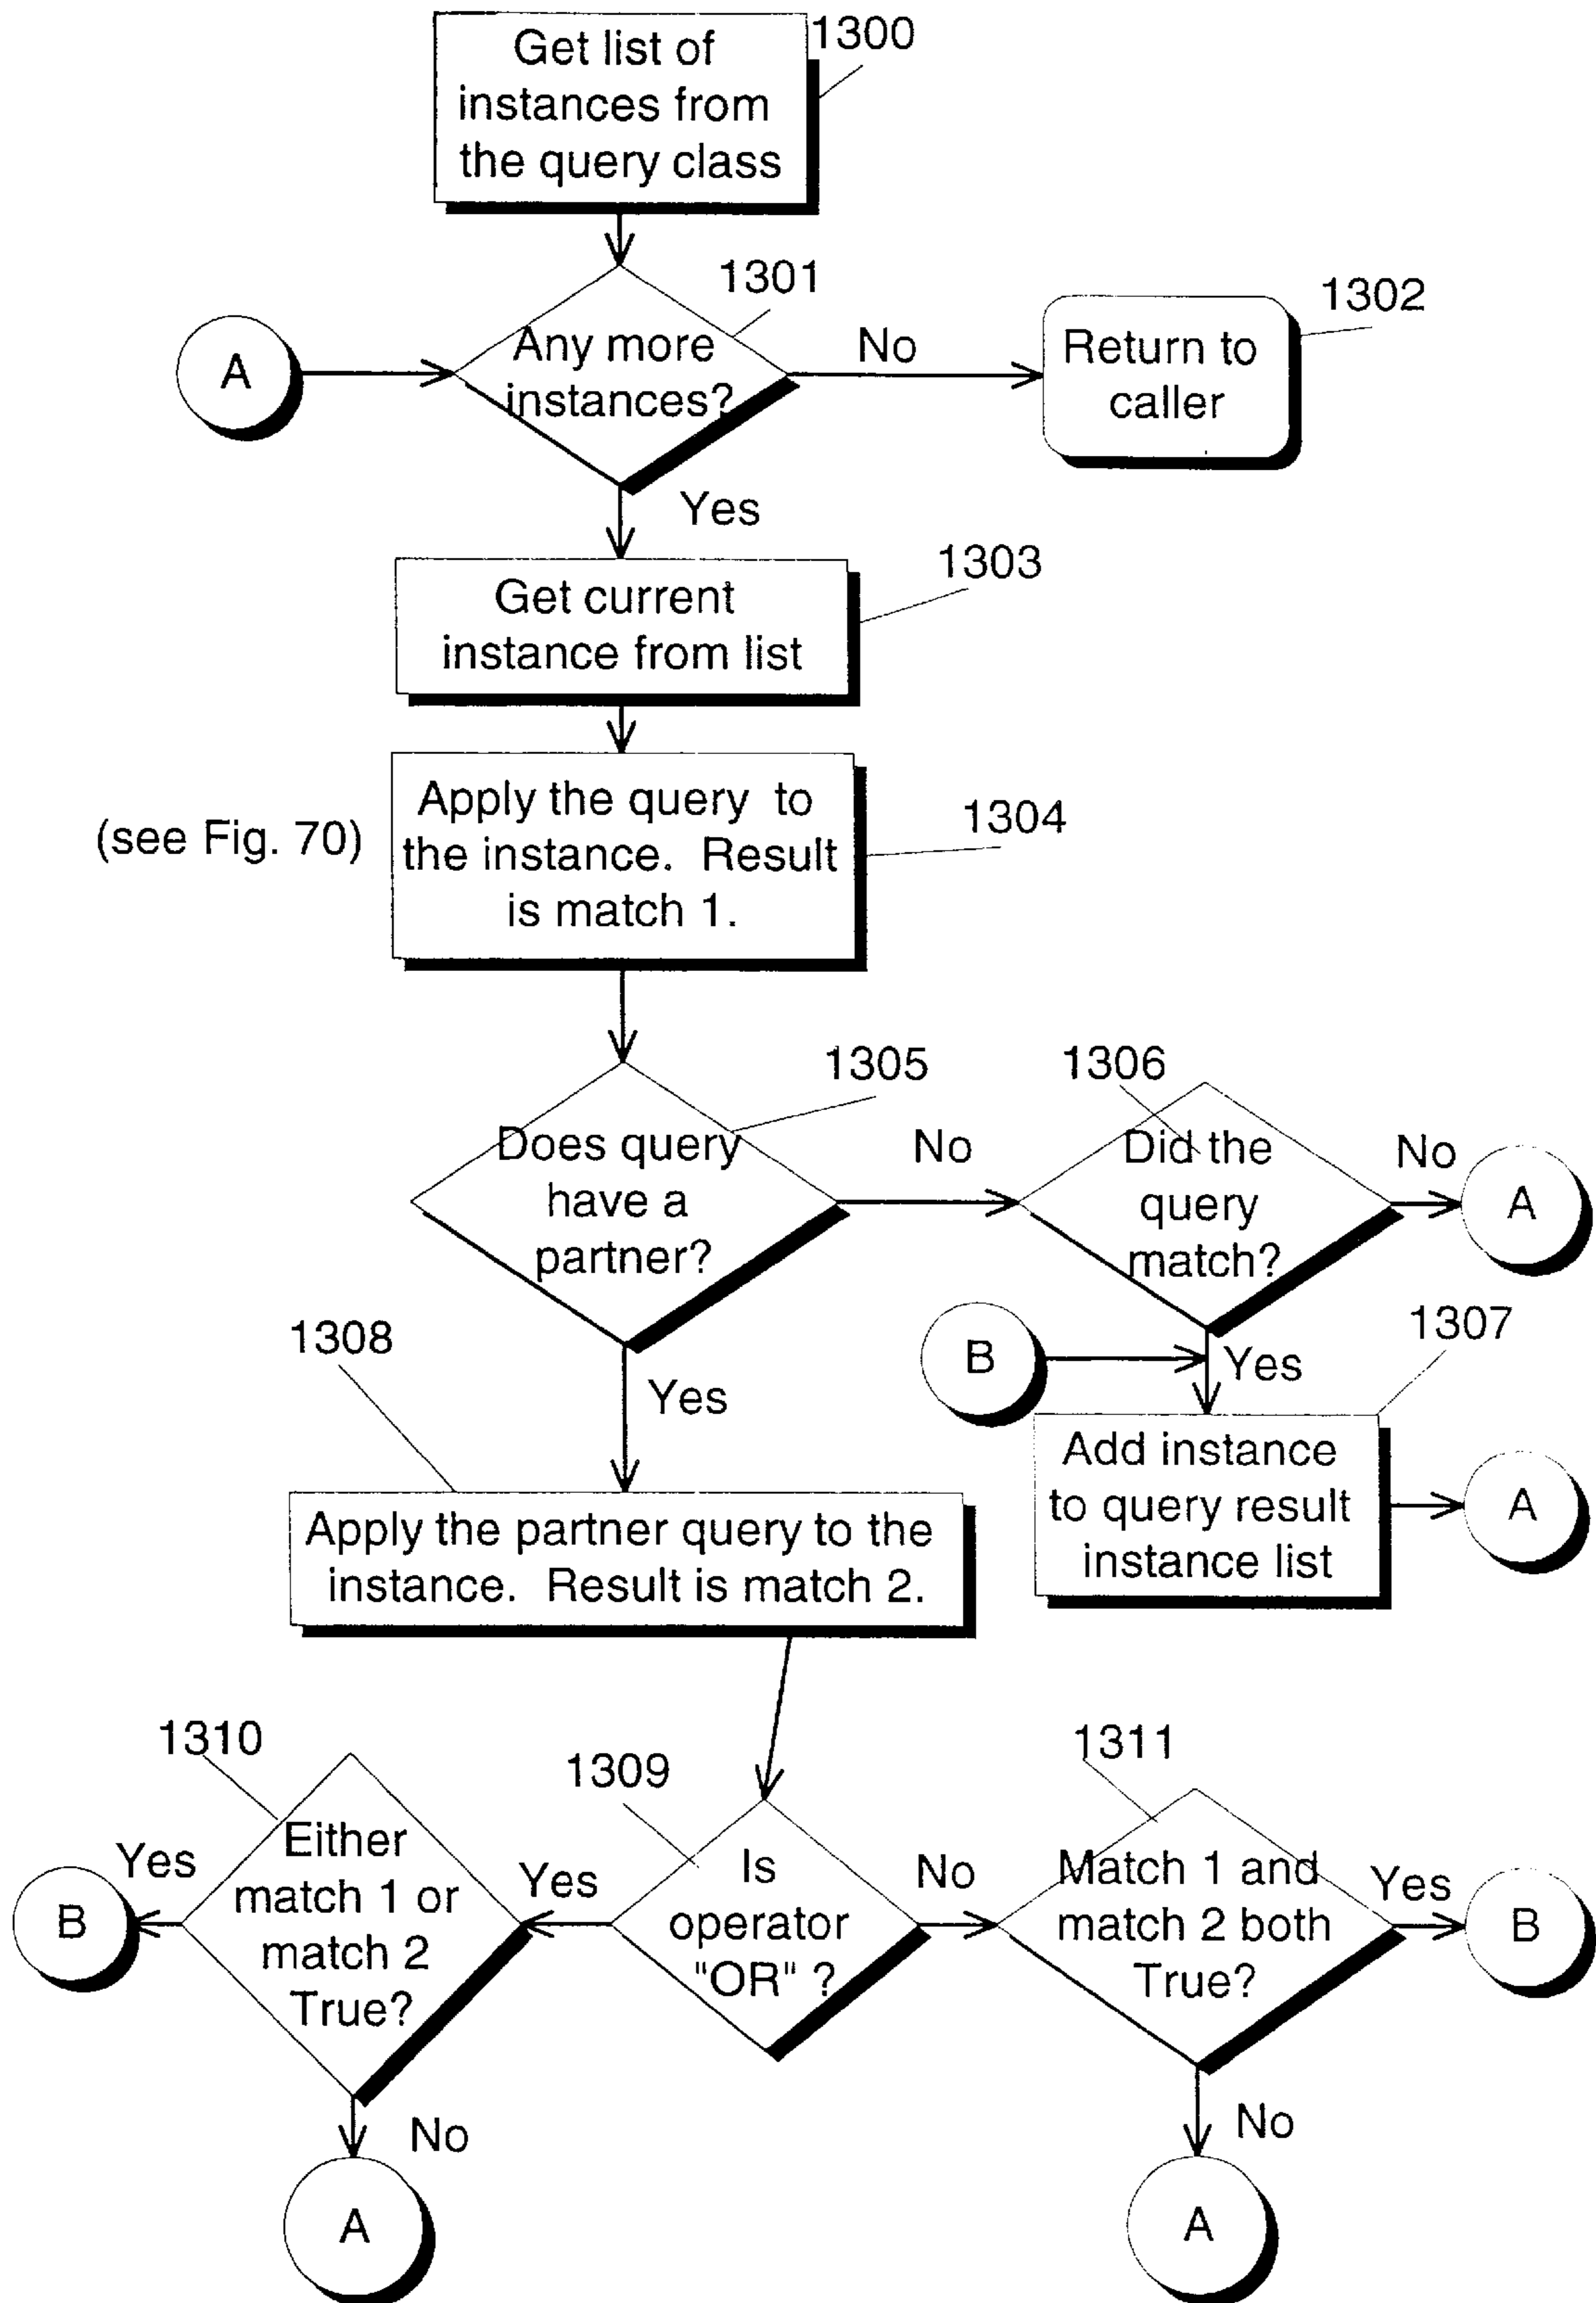 Get list of
instances from
the query class
1300
1301
A
Any more
instances?
No
1302
Return to
caller
Yes
1303
Get current
instance from list
(see Fig. 70)
Apply the query to
the instance. Result
is match 1.
1304
1305
Does query
have a
partner?
No
1306
Did the
query
match?
No
A
B
Yes
1307
Add instance
to query result
instance list
A
1308
Yes
Apply the partner query to the
instance. Result is match 2.
1310
Either
match 1 or
match 2
True?
Yes
B
No
A
1309
Is
operator
"OR" ?
Yes
No
1311
Match 1 and
match 2 both
True?
Yes
B
No
A